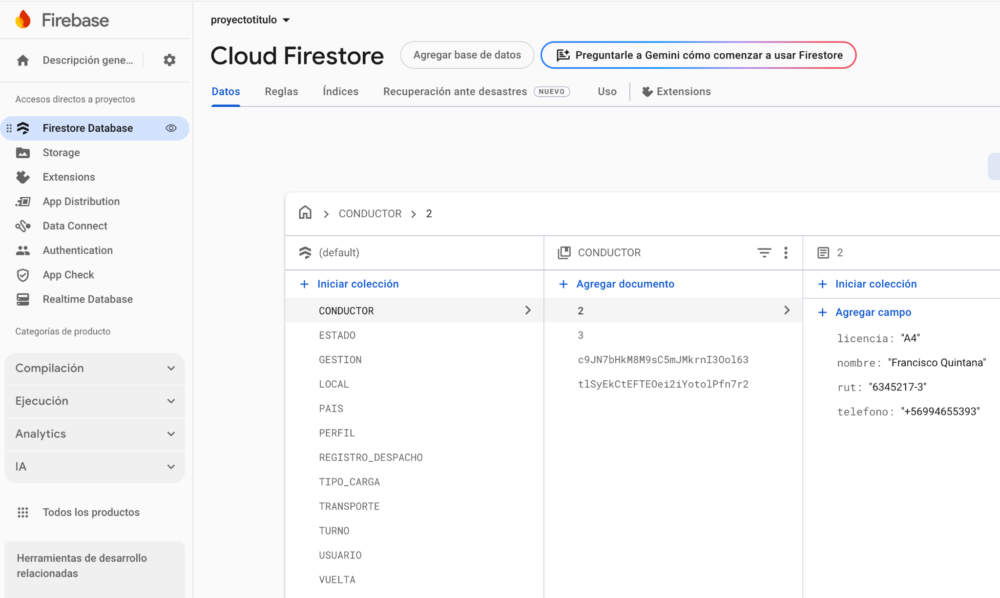 Firebase
Descripción gene...
Accesos directos a proyectos
Firestore Database
Storage
Extensions
App Distribution
Data Connect
Authentication
App Check
Realtime Database
Categorías de producto
Compilación
Ejecución
Analytics
IA
Todos los productos
Herramientas de desarrollo
relacionadas
proyectotitulo
Cloud Firestore
Agregar base de datos
Preguntarle a Gemini cómo comenzar a usar Firestore
Datos
Reglas
Índices
Recuperación ante desastres NUEVO
Uso
Extensions
CONDUCTOR
2
(default)
Iniciar colección
CONDUCTOR
ESTADO
GESTION
LOCAL
PAIS
PERFIL
REGISTRO_DESPACHO
TIPO_CARGA
TRANSPORTE
TURNO
USUARIO
VUELTA
CONDUCTOR
Agregar documento
2
3
c9JN7bHkM8M9sC5mJMkrnI3Ool63
tlSyEkCtEFTEOei2iYotolPfn7r2
2
Iniciar colección
Agregar campo
licencia: "A4"
nombre: "Francisco Quintana"
rut: "6345217-3"
telefono: "+56994655393"